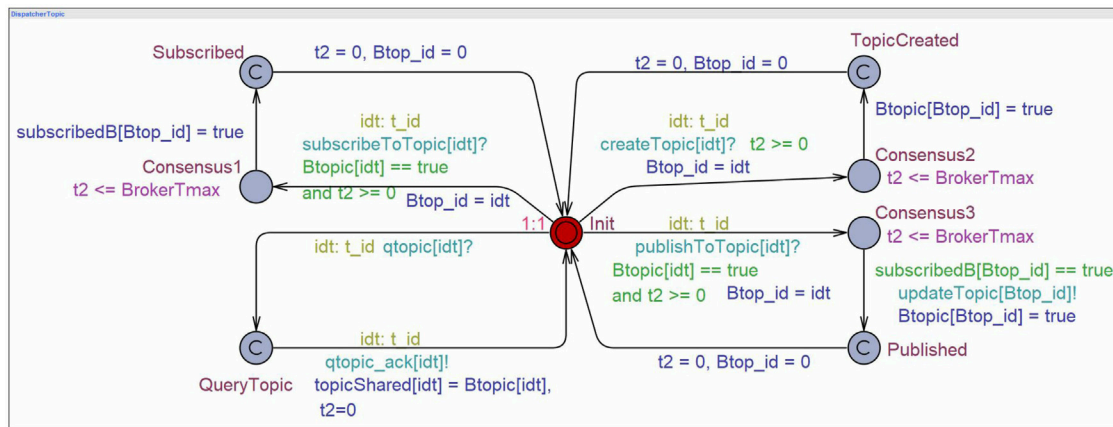 DispatcherTopic
Subscribed
t2 = 0, Btop_id = 0
TopicCreated
t2 = 0, Btop_id = 0
subscribedB[Btop_id] = true
idt: t_id
subscribeToTopic[idt]?
Btopic[idt] == true
and t2 >= 0
Btop_id = idt
idt: t_id
createTopic[idt]?
t2 >= 0
Btop_id = idt
Btopic[Btop_id] = true
Consensus1
t2 <= BrokerTmax
Consensus2
t2 <= BrokerTmax
1:1
Init
Consensus3
t2 <= BrokerTmax
idt: t_id
qtopic[idt]?
idt: t_id
publishToTopic[idt]?
Btopic[idt] == true
and t2 >= 0
Btop_id = idt
subscribedB[Btop_id] == true
updateTopic[Btop_id]!
Btopic[Btop_id] = true
QueryTopic
idt: t_id
qtopic_ack[idt]!
topicShared[idt] = Btopic[idt],
t2=0
t2 = 0, Btop_id = 0
Published
C
C
C
C
C